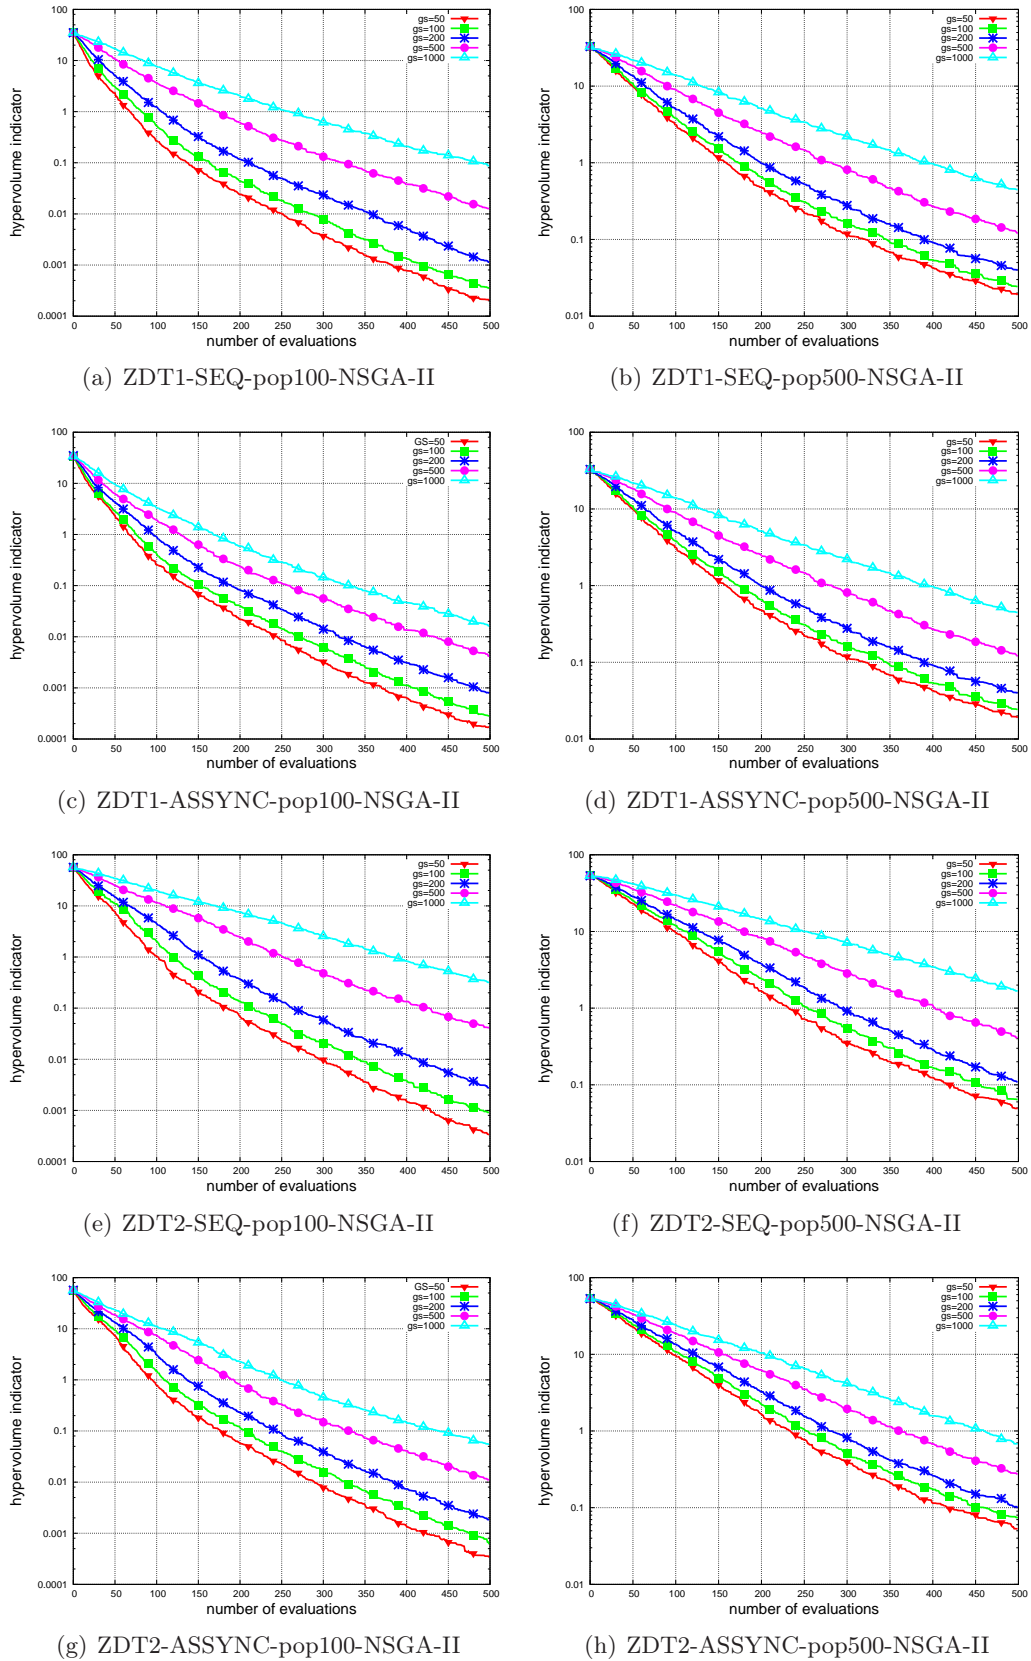 100
10
1
0.1
0.01
0.001
0.0001
hypervolume indicator
gs=50
gs=100
gs=200
gs=500
gs=1000
0 50 100 150 200 250 300 350 400 450 500
number of evaluations
(a) ZDT1-SEQ-pop100-NSGA-II
100
10
1
0.1
0.01
hypervolume indicator
gs=50
gs=100
gs=200
gs=500
gs=1000
0 50 100 150 200 250 300 350 400 450 500
number of evaluations
(b) ZDT1-SEQ-pop500-NSGA-II
100
10
1
0.1
0.01
0.001
0.0001
hypervolume indicator
GS=50
gs=100
gs=200
gs=500
gs=1000
0 50 100 150 200 250 300 350 400 450 500
number of evaluations
(c) ZDT1-ASSYNC-pop100-NSGA-II
100
10
1
0.1
0.01
hypervolume indicator
gs=50
gs=100
gs=200
gs=500
gs=1000
0 50 100 150 200 250 300 350 400 450 500
number of evaluations
(d) ZDT1-ASSYNC-pop500-NSGA-II
100
10
1
0.1
0.01
0.001
0.0001
hypervolume indicator
gs=50
gs=100
gs=200
gs=500
gs=1000
0 50 100 150 200 250 300 350 400 450 500
number of evaluations
(e) ZDT2-SEQ-pop100-NSGA-II
100
10
1
0.1
0.01
hypervolume indicator
gs=50
gs=100
gs=200
gs=500
gs=1000
0 50 100 150 200 250 300 350 400 450 500
number of evaluations
(f) ZDT2-SEQ-pop500-NSGA-II
100
10
1
0.1
0.01
0.001
0.0001
hypervolume indicator
GS=50
gs=100
gs=200
gs=500
gs=1000
0 50 100 150 200 250 300 350 400 450 500
number of evaluations
(g) ZDT2-ASSYNC-pop100-NSGA-II
100
10
1
0.1
0.01
hypervolume indicator
gs=50
gs=100
gs=200
gs=500
gs=1000
0 50 100 150 200 250 300 350 400 450 500
number of evaluations
(h) ZDT2-ASSYNC-pop500-NSGA-II